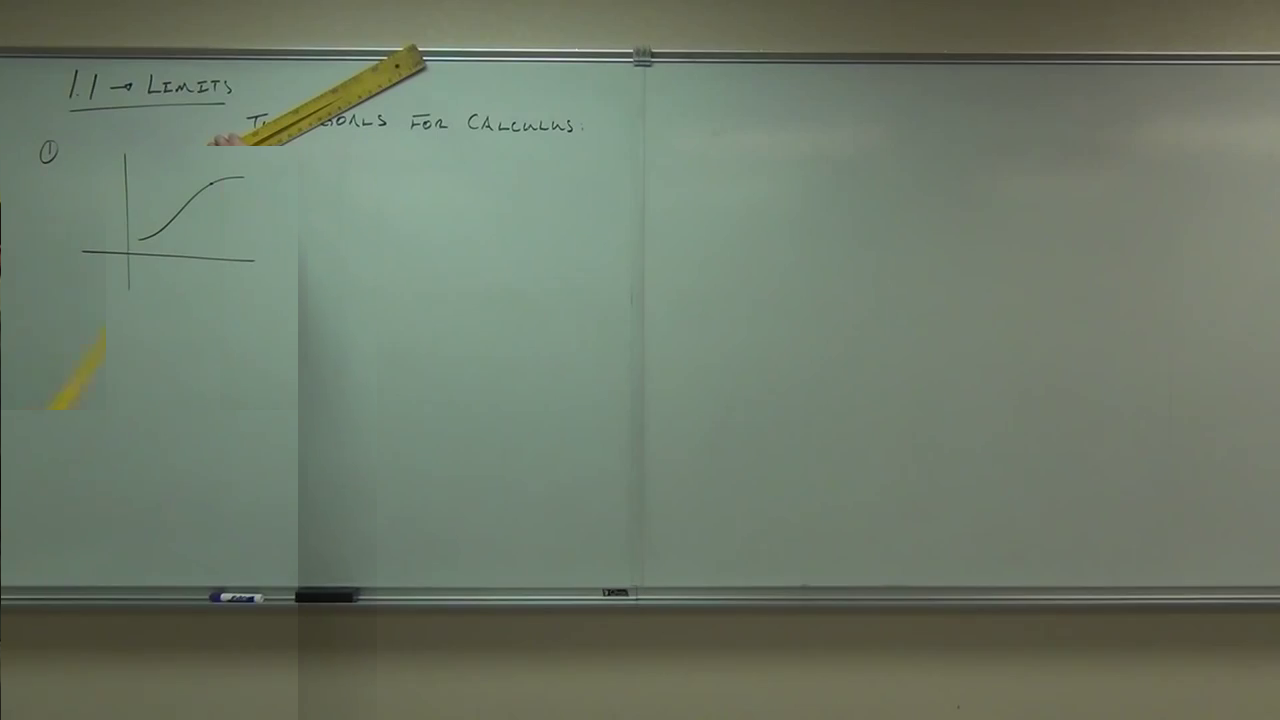 1.1 → LIMITS
GOALS FOR CALCULUS:
①